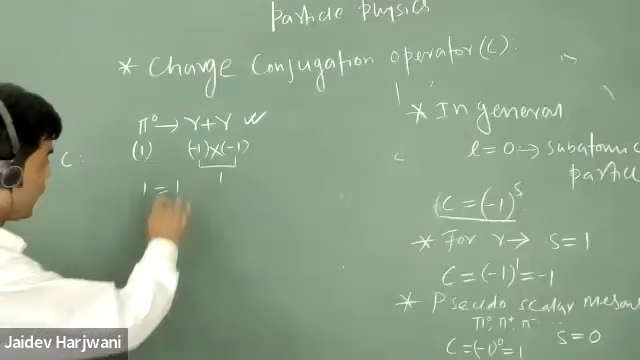 Particle physics
* Charge Conjugation operator (C):
π⁰ → γ + γ ✓
C: (1) (-1) x (-1)
1
1 = 1
* In general
l = 0 → subatomic particle
C = (-1)^S
* For γ → S = 1
C = (-1)¹ = -1
* Pseudo scalar mesons
π⁰, π⁺, π⁻ ...
S = 0
C = (-1)⁰ = 1
Jaidev Harjwani